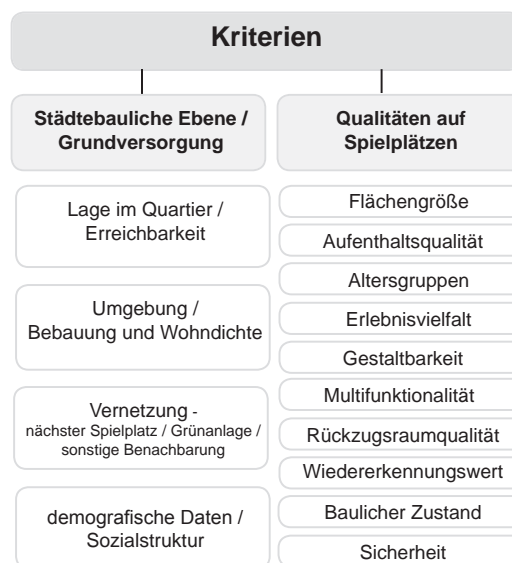 Kriterien
Städtebauliche Ebene /
Grundversorgung
Lage im Quartier /
Erreichbarkeit
Umgebung /
Bebauung und Wohndichte
Vernetzung -
nächster Spielplatz / Grünanlage /
sonstige Benachbarung
demografische Daten /
Sozialstruktur
Qualitäten auf
Spielplätzen
Flächengröße
Aufenthaltsqualität
Altersgruppen
Erlebnisvielfalt
Gestaltbarkeit
Multifunktionalität
Rückzugsraumqualität
Wiedererkennungswert
Baulicher Zustand
Sicherheit